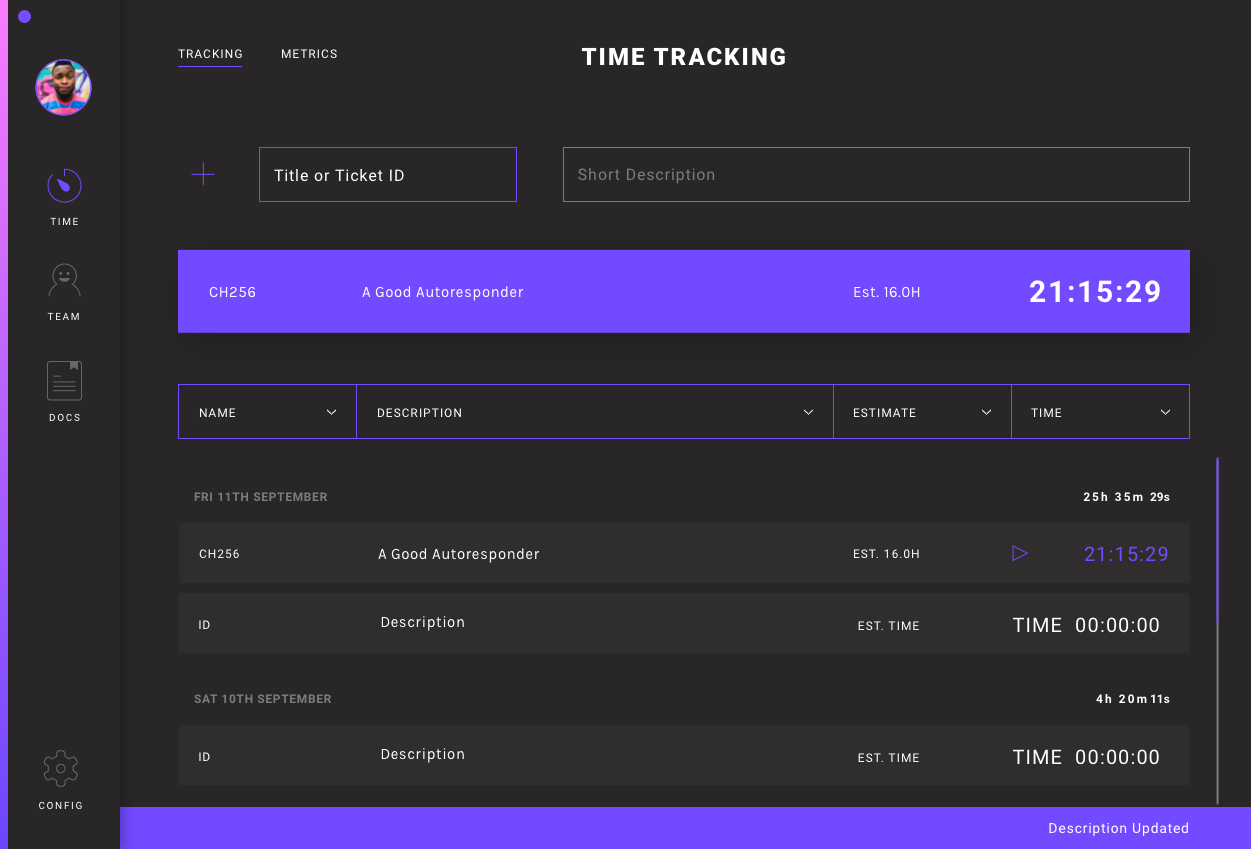 TRACKING METRICS TIME TRACKING
TIME
TEAM
DOCS
CONFIG
Title or Ticket ID Short Description
CH256 A Good Autoresponder Est. 16.0H 21:15:29
NAME DESCRIPTION ESTIMATE TIME
FRI 11TH SEPTEMBER 25h 35m 29s
CH256 A Good Autoresponder EST. 16.0H 21:15:29
ID Description EST. TIME TIME 00:00:00
SAT 10TH SEPTEMBER 4h 20m 11s
ID Description EST. TIME TIME 00:00:00
Description Updated